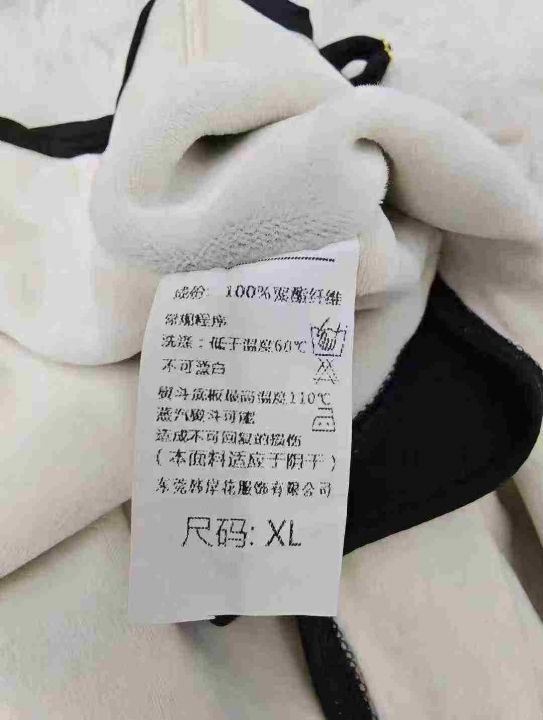 成份: 100%聚酯纤维
常规程序
洗涤：低于温度60℃
不可漂白
熨斗底板最高温度110℃
蒸汽熨斗可能
造成不可回复的损伤
(本面料适应于阴干)
东莞韩岸花服饰有限公司
尺码: XL